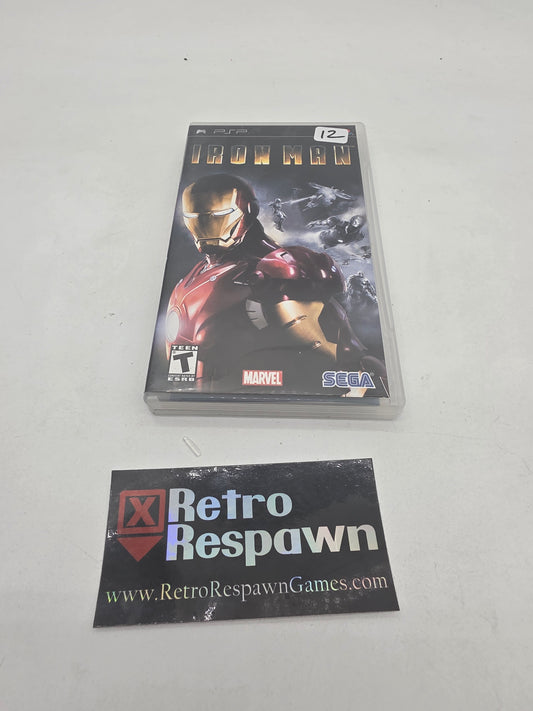 PSP
12
IRON MAN
TEEN
T
ESRB
MARVEL
SEGA
X Retro
Respawn
www.RetroRespawnGames.com